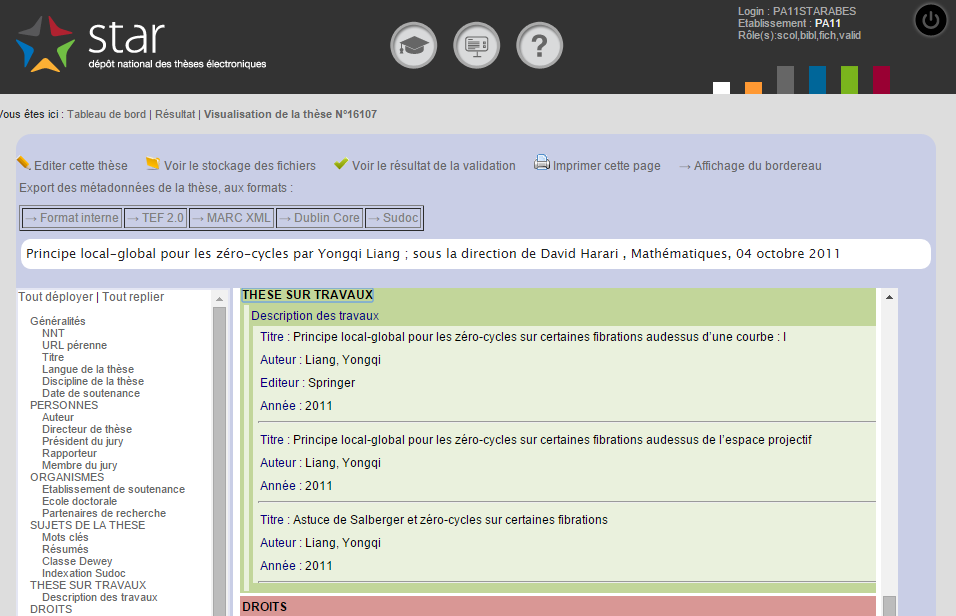 star
dépôt national des thèses électroniques
?
Login : PA11STARABES
Etablissement : PA11
Rôle(s):scol,bibl,fich,valid
Vous êtes ici : Tableau de bord | Résultat | Visualisation de la thèse N°16107
Editer cette thèse Voir le stockage des fichiers Voir le résultat de la validation Imprimer cette page → Affichage du bordereau
Export des métadonnées de la thèse, aux formats :
→ Format interne → TEF 2.0 → MARC XML → Dublin Core → Sudoc
Principe local-global pour les zéro-cycles par Yongqi Liang ; sous la direction de David Harari , Mathématiques, 04 octobre 2011
Tout déployer | Tout replier
Généralités
NNT
URL pérenne
Titre
Langue de la thèse
Discipline de la thèse
Date de soutenance
PERSONNES
Auteur
Directeur de thèse
Président du jury
Rapporteur
Membre du jury
ORGANISMES
Etablissement de soutenance
Ecole doctorale
Partenaires de recherche
SUJETS DE LA THESE
Mots clés
Résumés
Classe Dewey
Indexation Sudoc
THESE SUR TRAVAUX
Description des travaux
DROITS
THESE SUR TRAVAUX
Description des travaux
Titre : Principe local-global pour les zéro-cycles sur certaines fibrations audessus d'une courbe : I
Auteur : Liang, Yongqi
Editeur : Springer
Année : 2011
Titre : Principe local-global pour les zéro-cycles sur certaines fibrations audessus de l'espace projectif
Auteur : Liang, Yongqi
Année : 2011
Titre : Astuce de Salberger et zéro-cycles sur certaines fibrations
Auteur : Liang, Yongqi
Année : 2011
DROITS